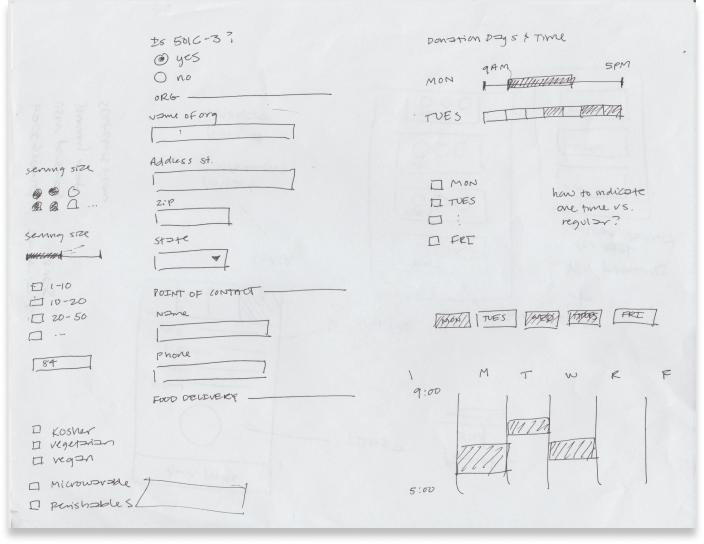 Is 501C-3?
yes
no
ORG
Name of org
Address st.
zip
state
POINT OF CONTACT
Name
Phone
FOOD DELIVERY
serving size
...
serving size
1-10
10-20
20-50
...
84
Kosher
vegetarian
vegan
Microwavable
Perishables
Donation Days & Time
9AM
5PM
MON
TUES
MON
TUES
:
FRI
how to indicate
one time vs.
regular?
MON
TUES
FRI
M T W R F
9:00
5:00